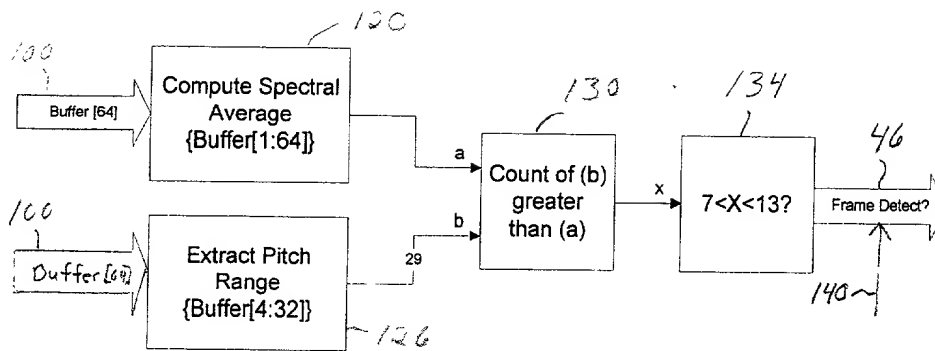 120
100
Buffer [64]
Compute Spectral
Average
{Buffer[1:64]}
a
130
Count of (b)
greater
than (a)
x
134
7<X<13?
46
Frame Detect?
140
100
Buffer[64]
Extract Pitch
Range
{Buffer[4:32]}
b
29
126